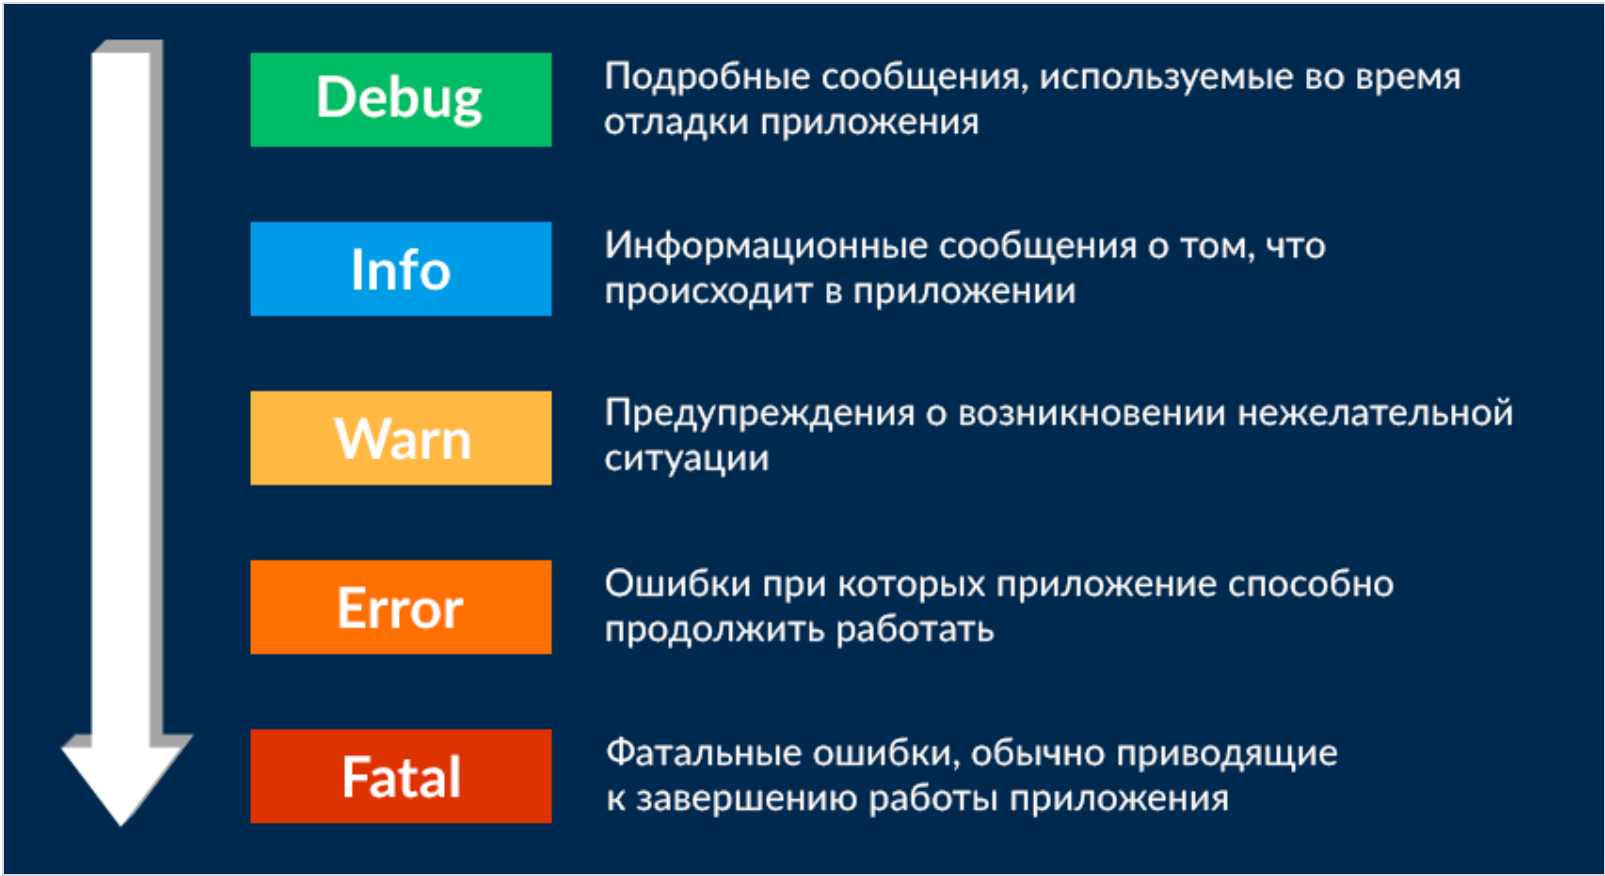 Debug
Подробные сообщения, используемые во время
отладки приложения
Info
Информационные сообщения о том, что
происходит в приложении
Warn
Предупреждения о возникновении нежелательной
ситуации
Error
Ошибки при которых приложение способно
продолжить работать
Fatal
Фатальные ошибки, обычно приводящие
к завершению работы приложения